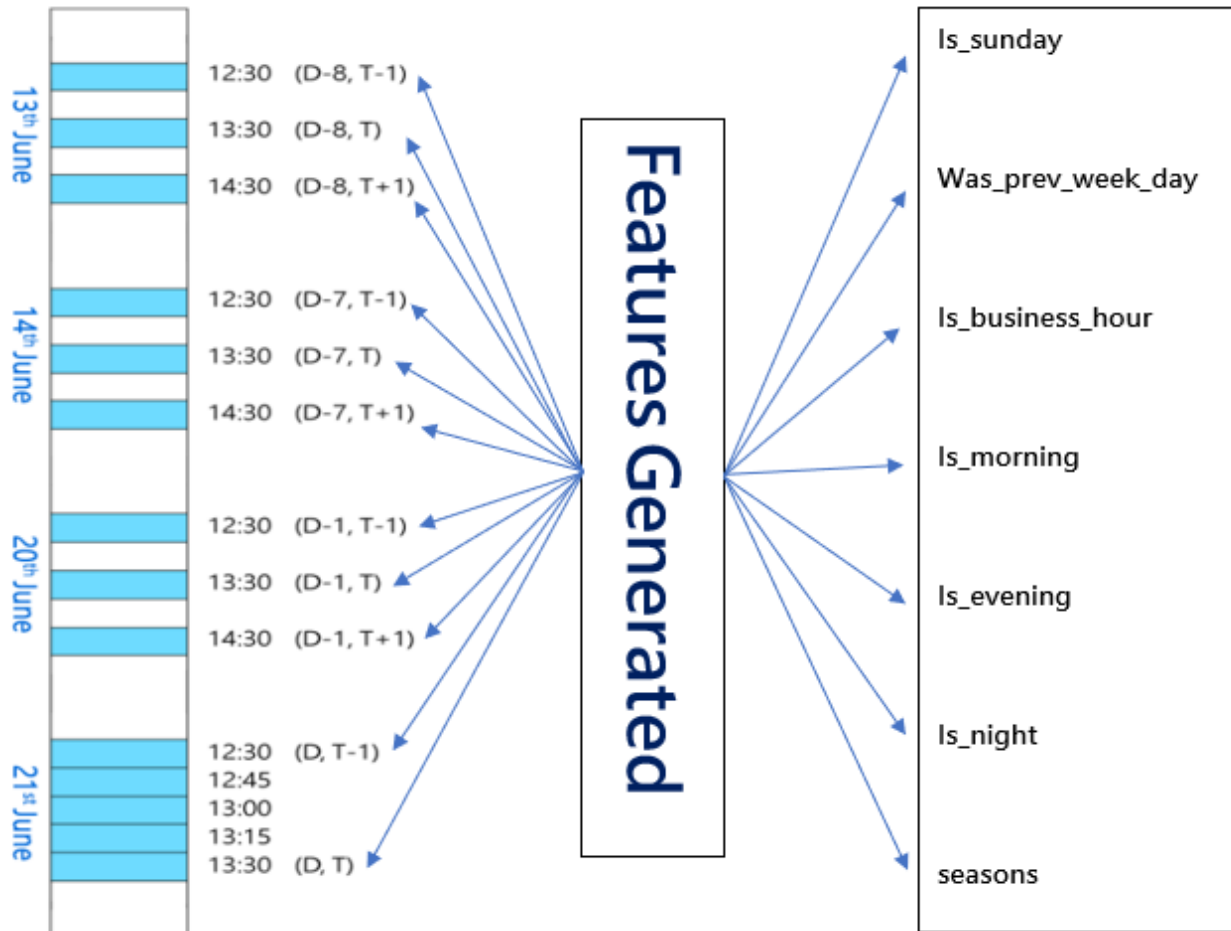 13th June
12:30 (D-8, T-1)
13:30 (D-8, T)
14:30 (D-8, T+1)
14th June
12:30 (D-7, T-1)
13:30 (D-7, T)
14:30 (D-7, T+1)
20th June
12:30 (D-1, T-1)
13:30 (D-1, T)
14:30 (D-1, T+1)
21st June
12:30 (D, T-1)
12:45
13:00
13:15
13:30 (D, T)
Features Generated
Is_sunday
Was_prev_week_day
Is_business_hour
Is_morning
Is_evening
Is_night
seasons